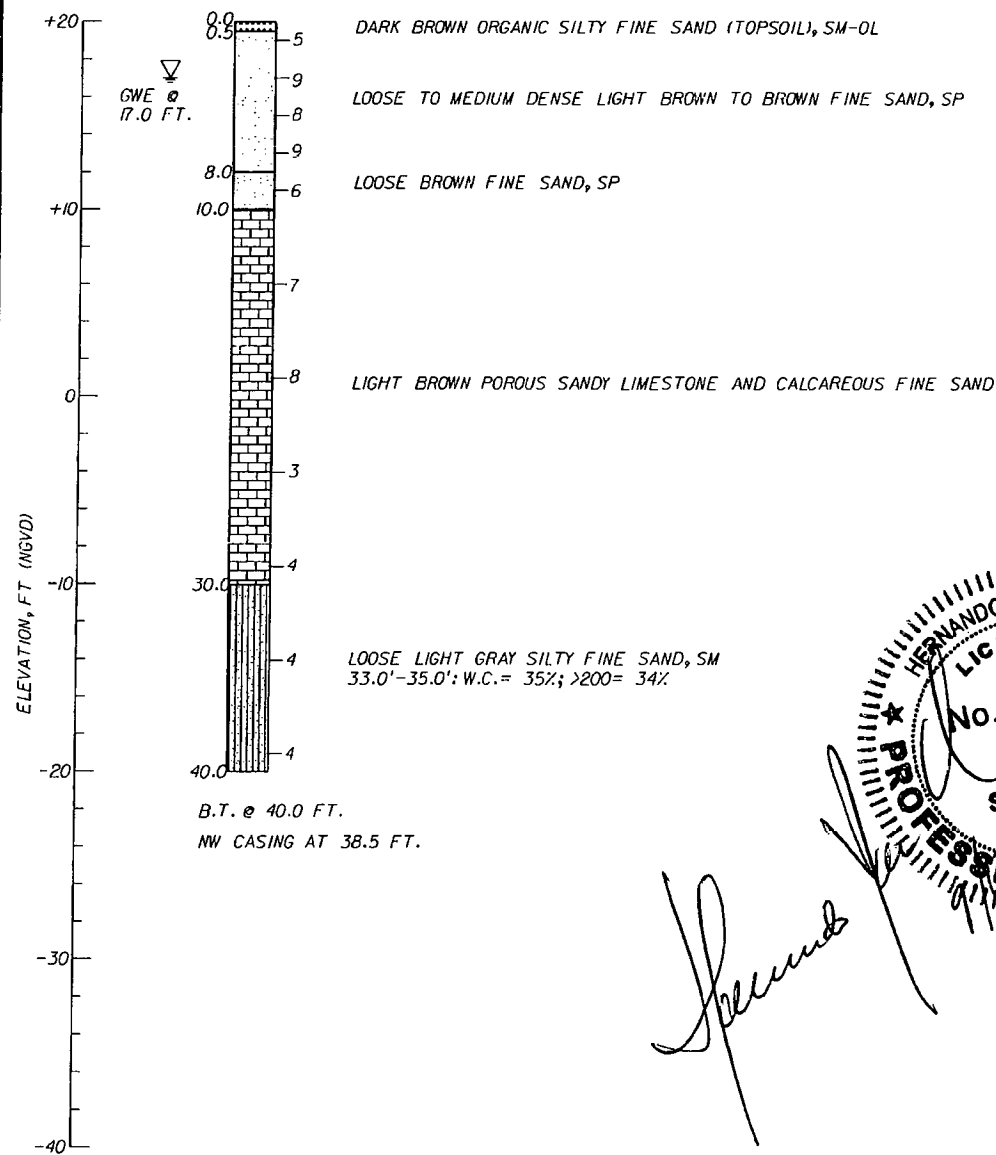 +20
0.0
0.5
5
DARK BROWN ORGANIC SILTY FINE SAND (TOPSOIL), SM-OL
GWE @
17.0 FT.
9
LOOSE TO MEDIUM DENSE LIGHT BROWN TO BROWN FINE SAND, SP
8
9
8.0
6
LOOSE BROWN FINE SAND, SP
+10
10.0
7
8
LIGHT BROWN POROUS SANDY LIMESTONE AND CALCAREOUS FINE SAND
0
3
ELEVATION, FT (NGVD)
4
-10
30.0
4
LOOSE LIGHT GRAY SILTY FINE SAND, SM
33.0'-35.0': W.C.= 35%; >200= 34%
4
-20
40.0
B.T. @ 40.0 FT.
NW CASING AT 38.5 FT.
-30
-40
HERNANDO
LIC
No.
★ PROFESS